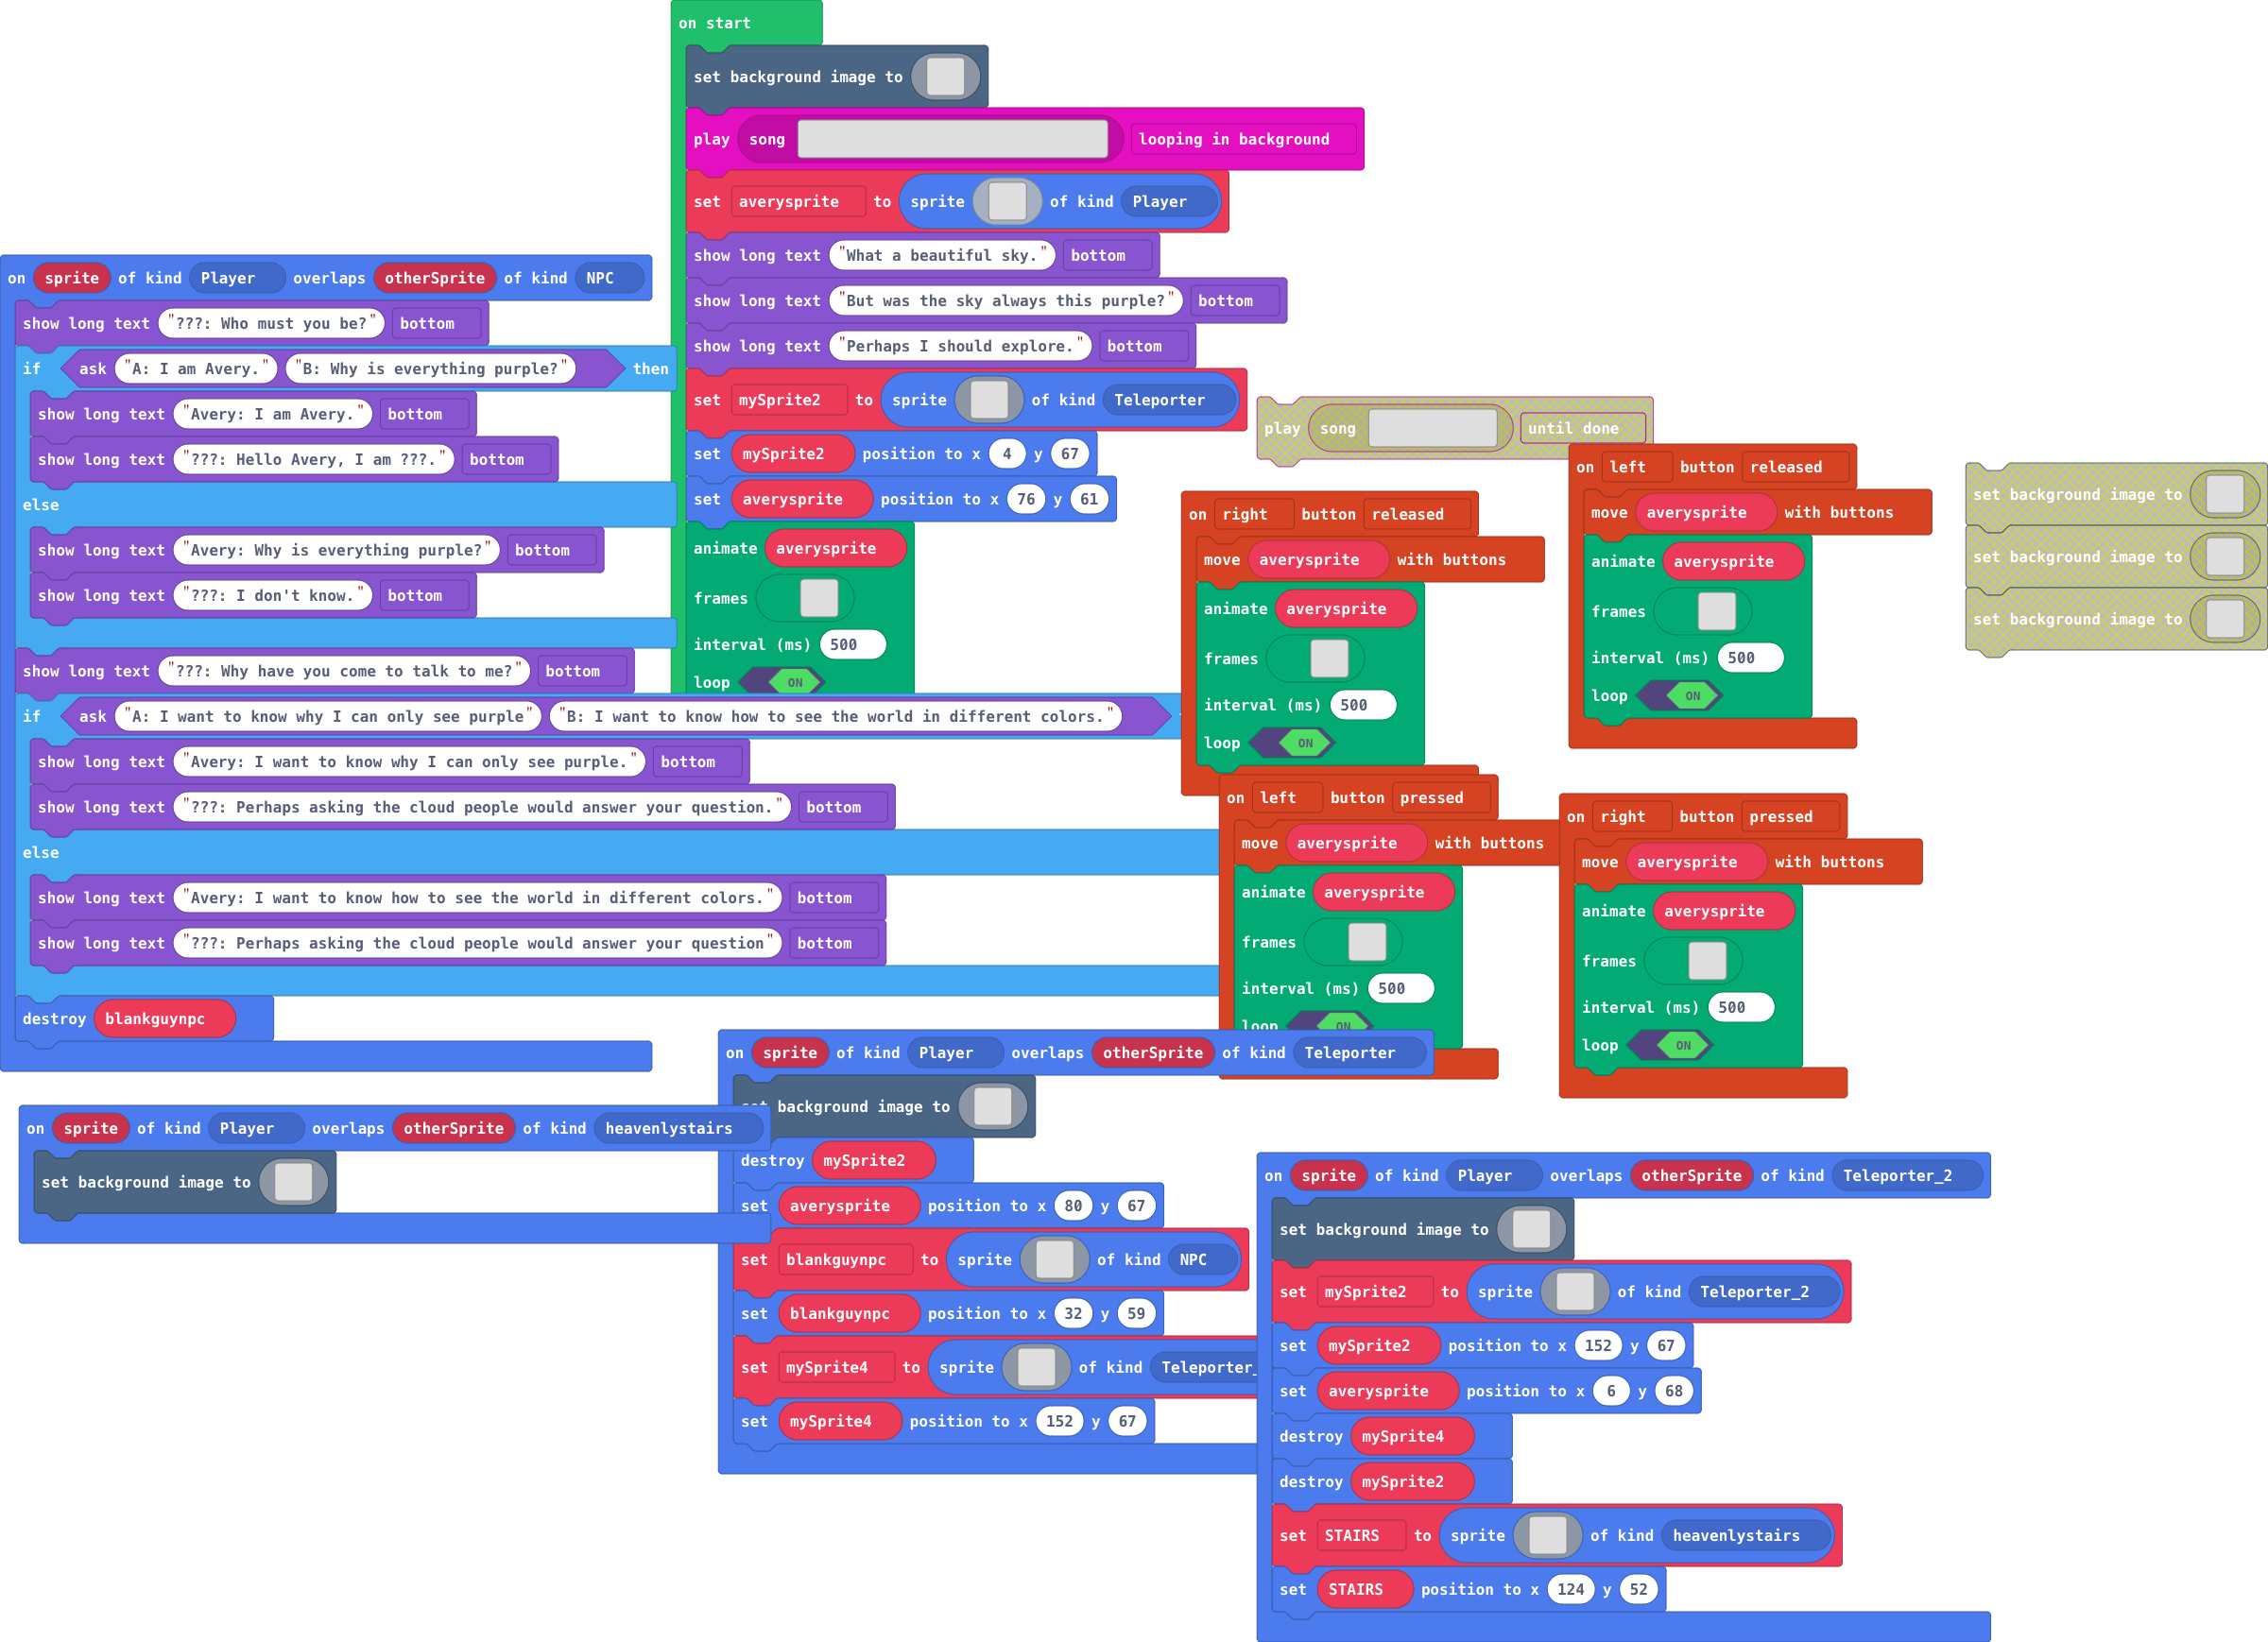 on start
set background image to
play song looping in background
set averysprite to sprite of kind Player
show long text "What a beautiful sky." bottom
show long text "But was the sky always this purple?" bottom
show long text "Perhaps I should explore." bottom
set mySprite2 to sprite of kind Teleporter
set mySprite2 position to x 4 y 67
set averysprite position to x 76 y 61
animate averysprite
frames
interval (ms) 500
loop ON
on sprite of kind Player overlaps otherSprite of kind NPC
show long text "???: Who must you be?" bottom
if ask "A: I am Avery." "B: Why is everything purple?" then
show long text "Avery: I am Avery." bottom
show long text "???: Hello Avery, I am ???." bottom
else
show long text "Avery: Why is everything purple?" bottom
show long text "???: I don't know." bottom
show long text "???: Why have you come to talk to me?" bottom
if ask "A: I want to know why I can only see purple" "B: I want to know how to see the world in different colors."
show long text "Avery: I want to know why I can only see purple." bottom
show long text "???: Perhaps asking the cloud people would answer your question." bottom
else
show long text "Avery: I want to know how to see the world in different colors." bottom
show long text "???: Perhaps asking the cloud people would answer your question" bottom
destroy blankguynpc
play song until done
on right button released
move averysprite with buttons
animate averysprite
frames
interval (ms) 500
loop ON
on left button released
move averysprite with buttons
animate averysprite
frames
interval (ms) 500
loop ON
set background image to
set background image to
set background image to
on left button pressed
move averysprite with buttons
animate averysprite
frames
interval (ms) 500
loop ON
on right button pressed
move averysprite with buttons
animate averysprite
frames
interval (ms) 500
loop ON
on sprite of kind Player overlaps otherSprite of kind Teleporter
set background image to
destroy mySprite2
set averysprite position to x 80 y 67
set blankguynpc to sprite of kind NPC
set blankguynpc position to x 32 y 59
set mySprite4 to sprite of kind Teleporter_
set mySprite4 position to x 152 y 67
on sprite of kind Player overlaps otherSprite of kind heavenlystairs
set background image to
on sprite of kind Player overlaps otherSprite of kind Teleporter_2
set background image to
set mySprite2 to sprite of kind Teleporter_2
set mySprite2 position to x 152 y 67
set averysprite position to x 6 y 68
destroy mySprite4
destroy mySprite2
set STAIRS to sprite of kind heavenlystairs
set STAIRS position to x 124 y 52